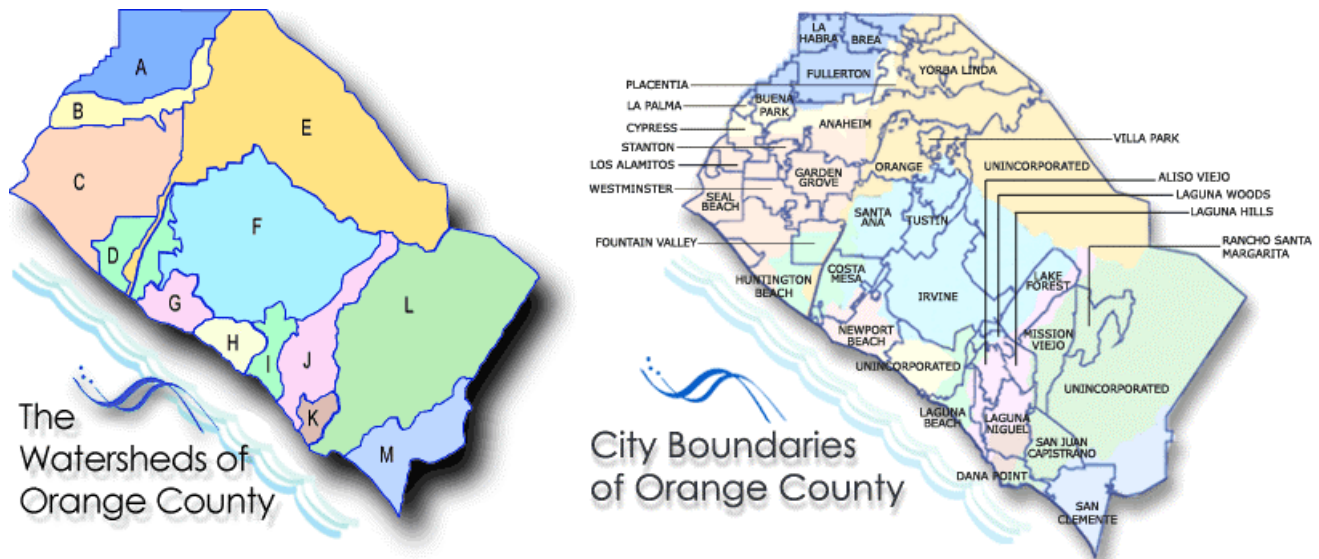 A
B
C
D
E
F
G
H
I
J
K
L
M
The
Watersheds of
Orange County
LA
HABRA
BREA
FULLERTON
YORBA LINDA
PLACENTIA
BUENA
PARK
LA PALMA
ANAHEIM
CYPRESS
STANTON
VILLA PARK
LOS ALAMITOS
ORANGE
UNINCORPORATED
GARDEN
GROVE
ALISO VIEJO
WESTMINSTER
LAGUNA WOODS
SEAL
BEACH
LAGUNA HILLS
SANTA
ANA
TUSTIN
FOUNTAIN VALLEY
RANCHO SANTA
MARGARITA
HUNTINGTON
BEACH
COSTA
MESA
LAKE
FOREST
IRVINE
NEWPORT
BEACH
MISSION
VIEJO
UNINCORPORATED
UNINCORPORATED
LAGUNA
BEACH
LAGUNA
NIGUEL
SAN JUAN
CAPISTRANO
DANA POINT
SAN
CLEMENTE
City Boundaries
of Orange County